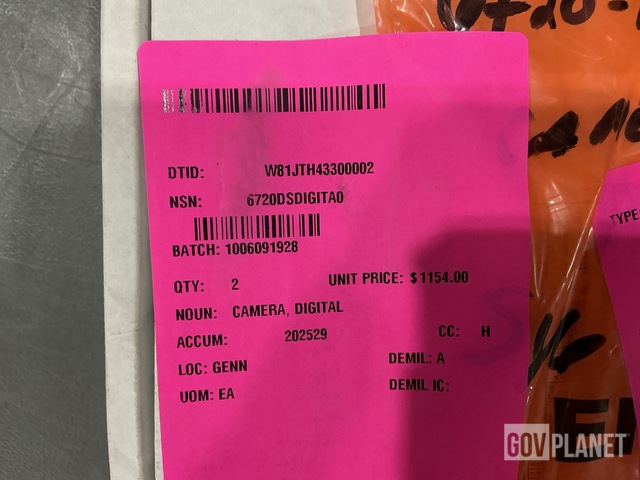 DTID: W81JTH43300002
NSN: 6720DSDIGITA0
BATCH: 1006091928
QTY: 2 UNIT PRICE: $1154.00
NOUN: CAMERA, DIGITAL
ACCUM: 202529 CC: H
LOC: GENN DEMIL: A
UOM: EA DEMIL IC:
TYPE:
GOVPLANET